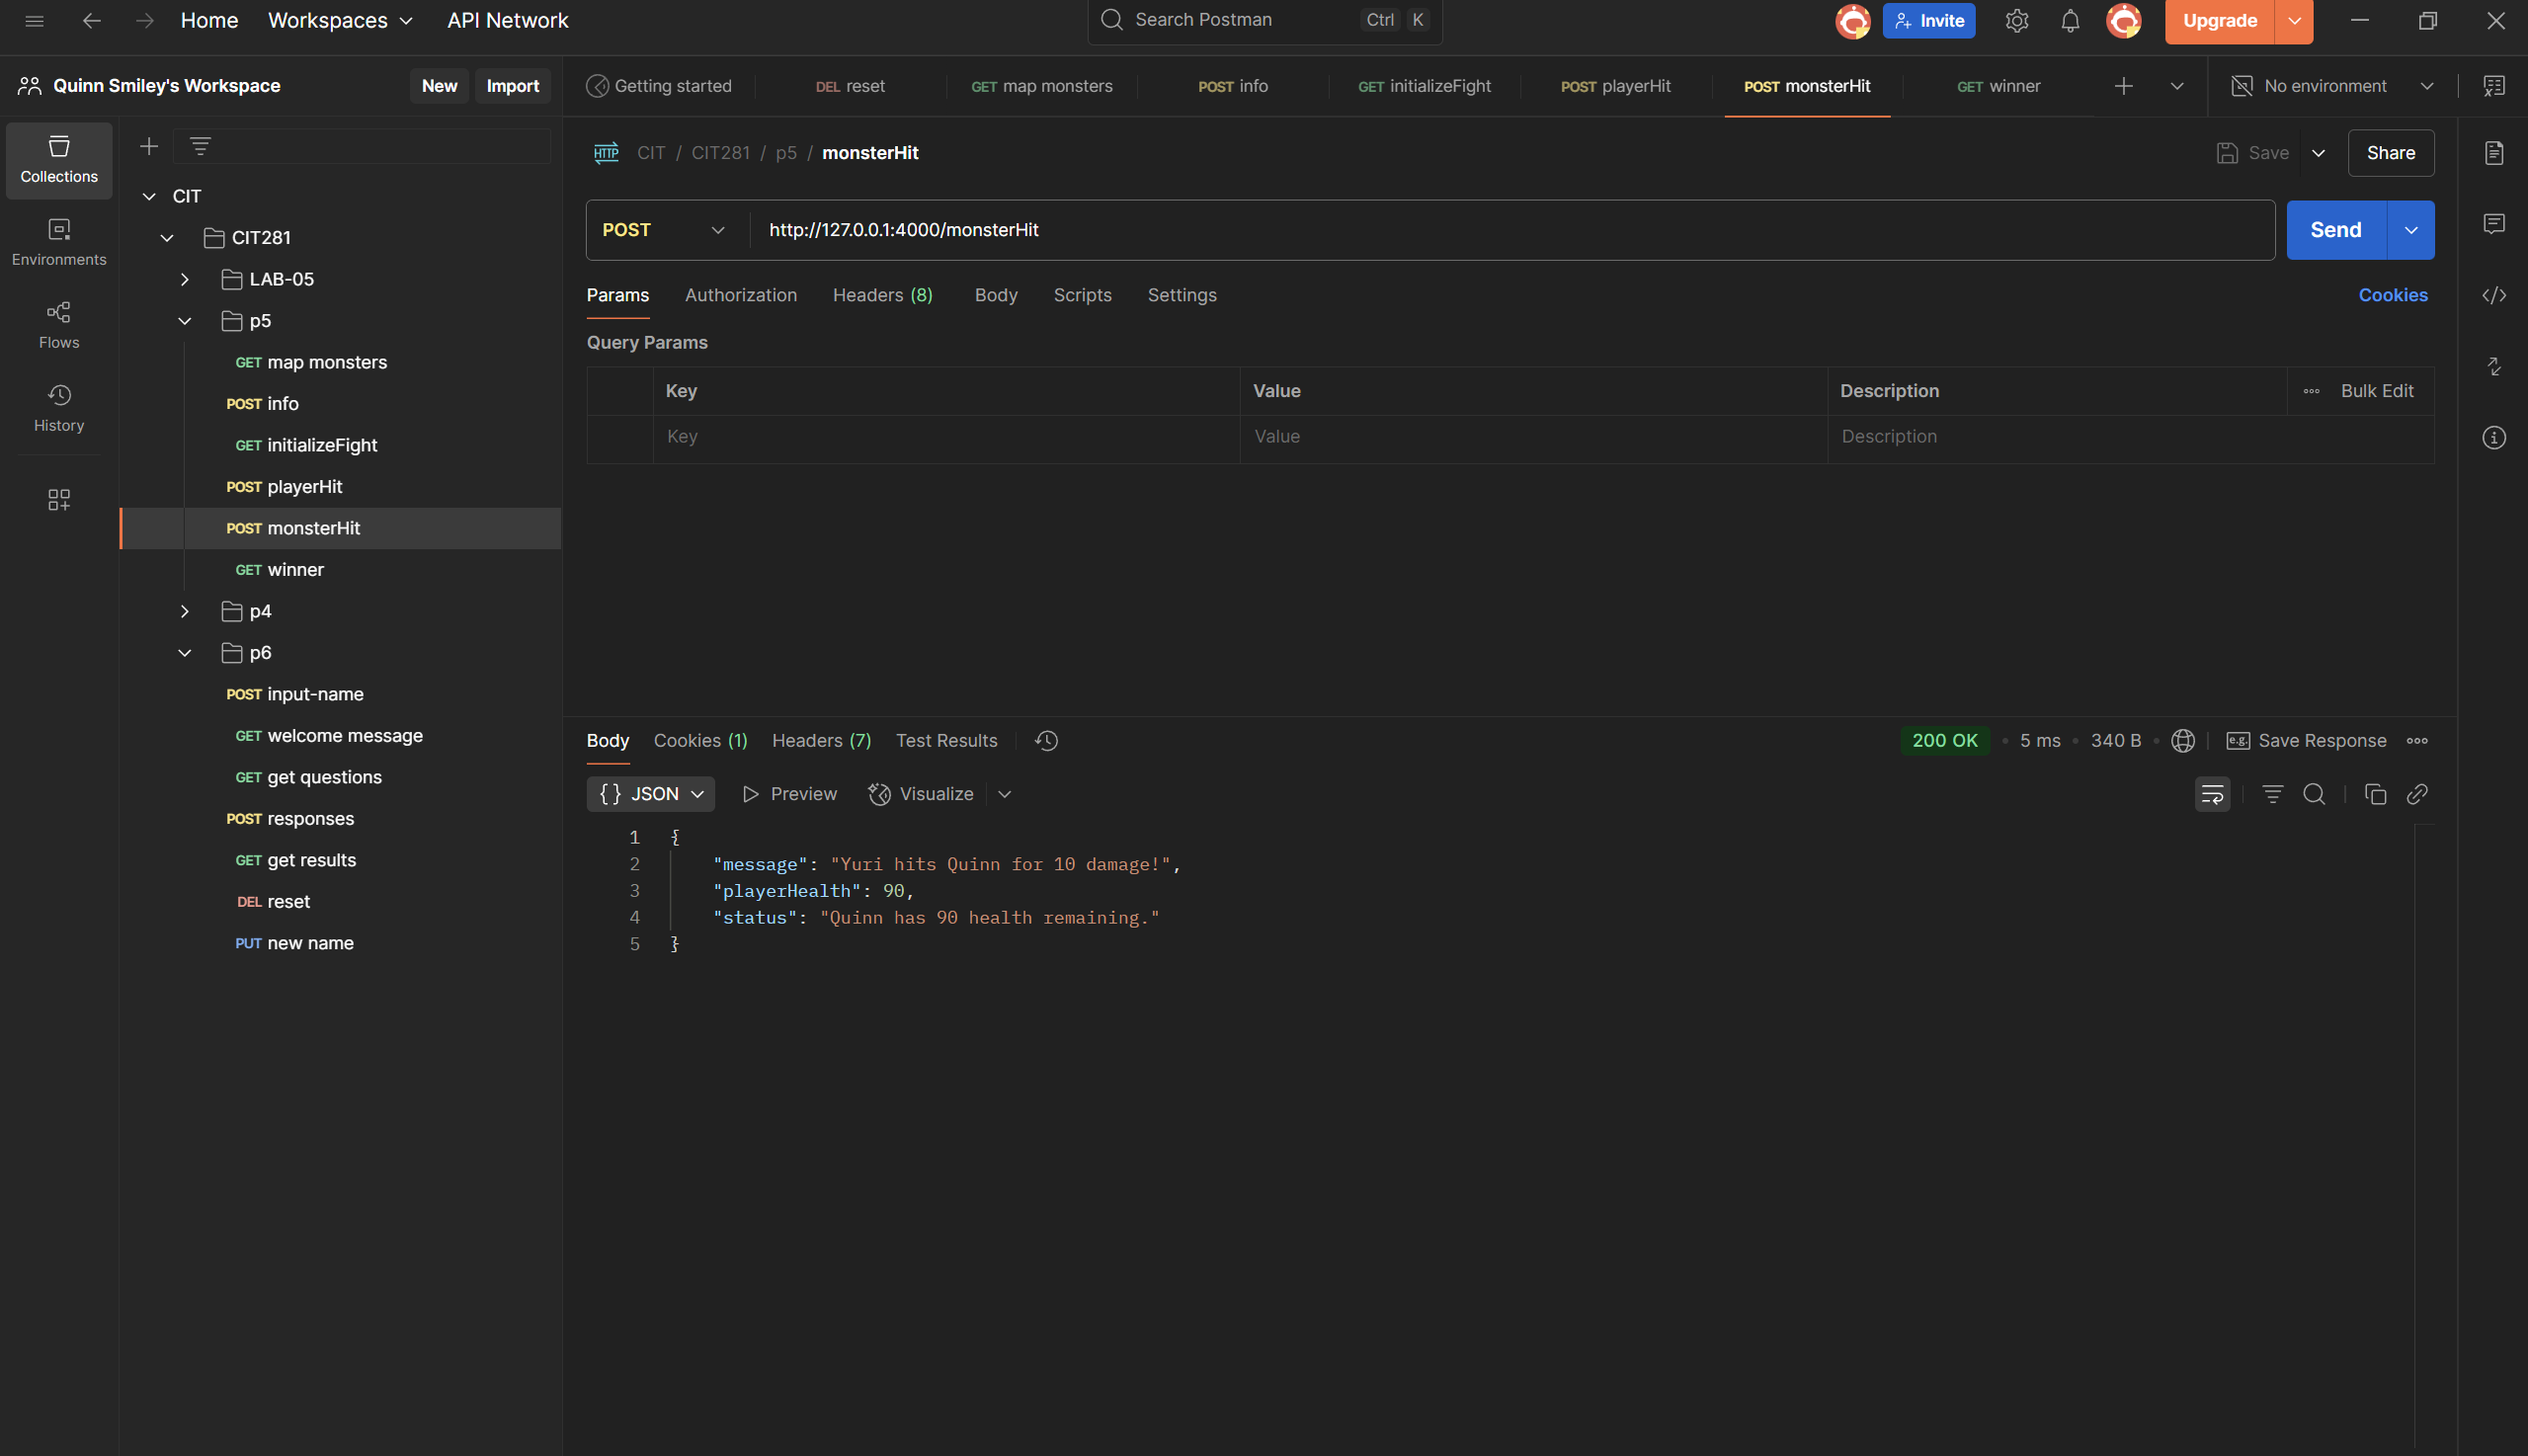 Home Workspaces API Network Search Postman Ctrl K Invite Upgrade
Quinn Smiley's Workspace New Import
Getting started DEL reset GET map monsters POST info GET initializeFight POST playerHit POST monsterHit GET winner No environment
Collections
Environments
Flows
History
CIT
CIT281
LAB-05
p5
GET map monsters
POST info
GET initializeFight
POST playerHit
POST monsterHit
GET winner
p4
p6
POST input-name
GET welcome message
GET get questions
POST responses
GET get results
DEL reset
PUT new name
HTTP CIT / CIT281 / p5 / monsterHit Save Share
POST http://127.0.0.1:4000/monsterHit Send
Params Authorization Headers (8) Body Scripts Settings Cookies
Query Params
Key Value Description Bulk Edit
Key Value Description
Body Cookies (1) Headers (7) Test Results 200 OK • 5 ms • 340 B • e.g. Save Response
{} JSON Preview Visualize
1 {
2 "message": "Yuri hits Quinn for 10 damage!",
3 "playerHealth": 90,
4 "status": "Quinn has 90 health remaining."
5 }